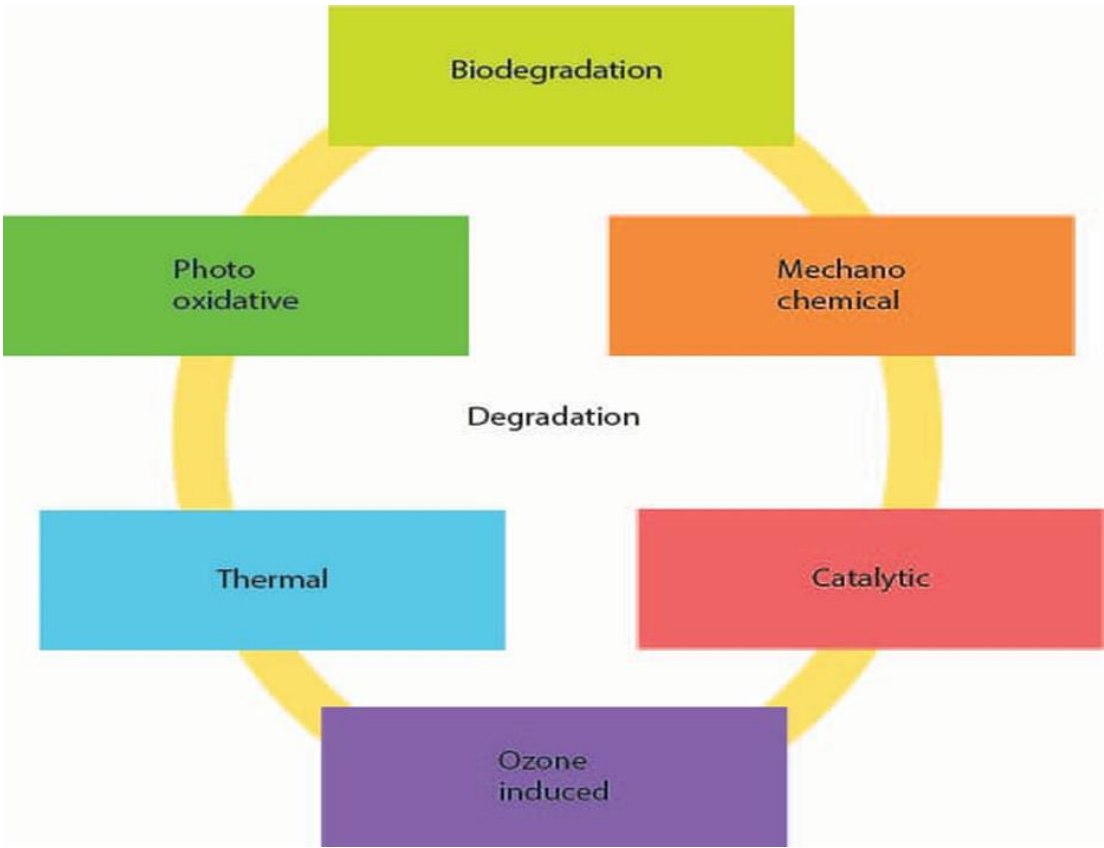 Biodegradation
Photo
oxidative
Mechano
chemical
Degradation
Thermal
Catalytic
Ozone
induced